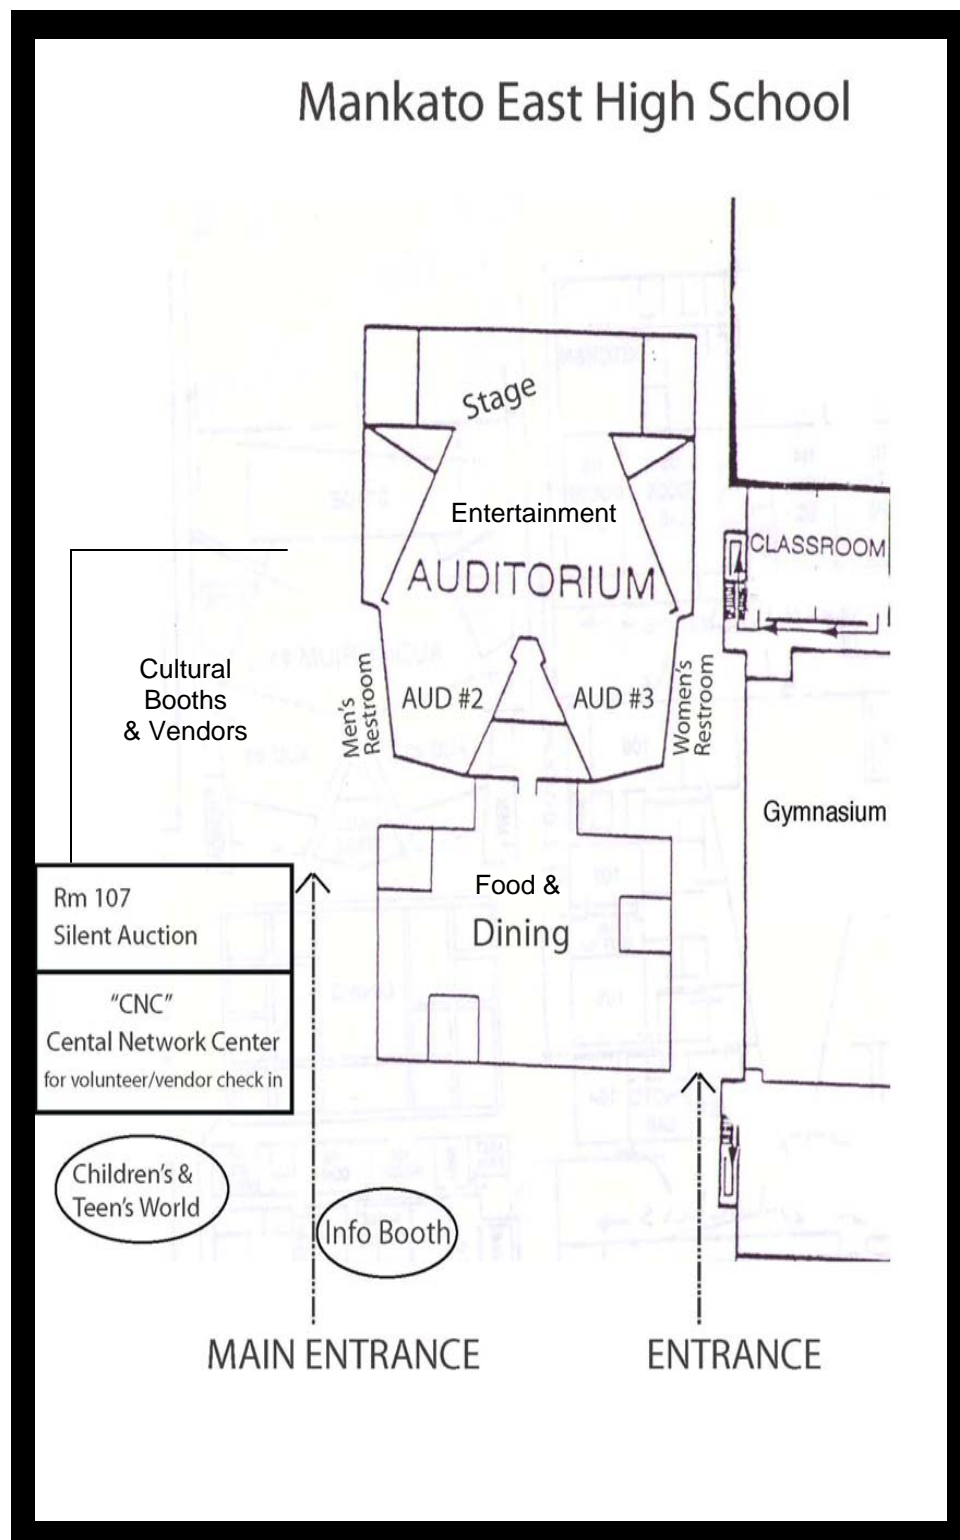 Mankato East High School
Stage
Entertainment
AUDITORIUM
CLASSROOM
Cultural
Booths
& Vendors
Men's
Restroom
AUD #2
AUD #3
Women's
Restroom
Gymnasium
Food &
Dining
Rm 107
Silent Auction
"CNC"
Cental Network Center
for volunteer/vendor check in
Children's &
Teen's World
Info Booth
MAIN ENTRANCE
ENTRANCE